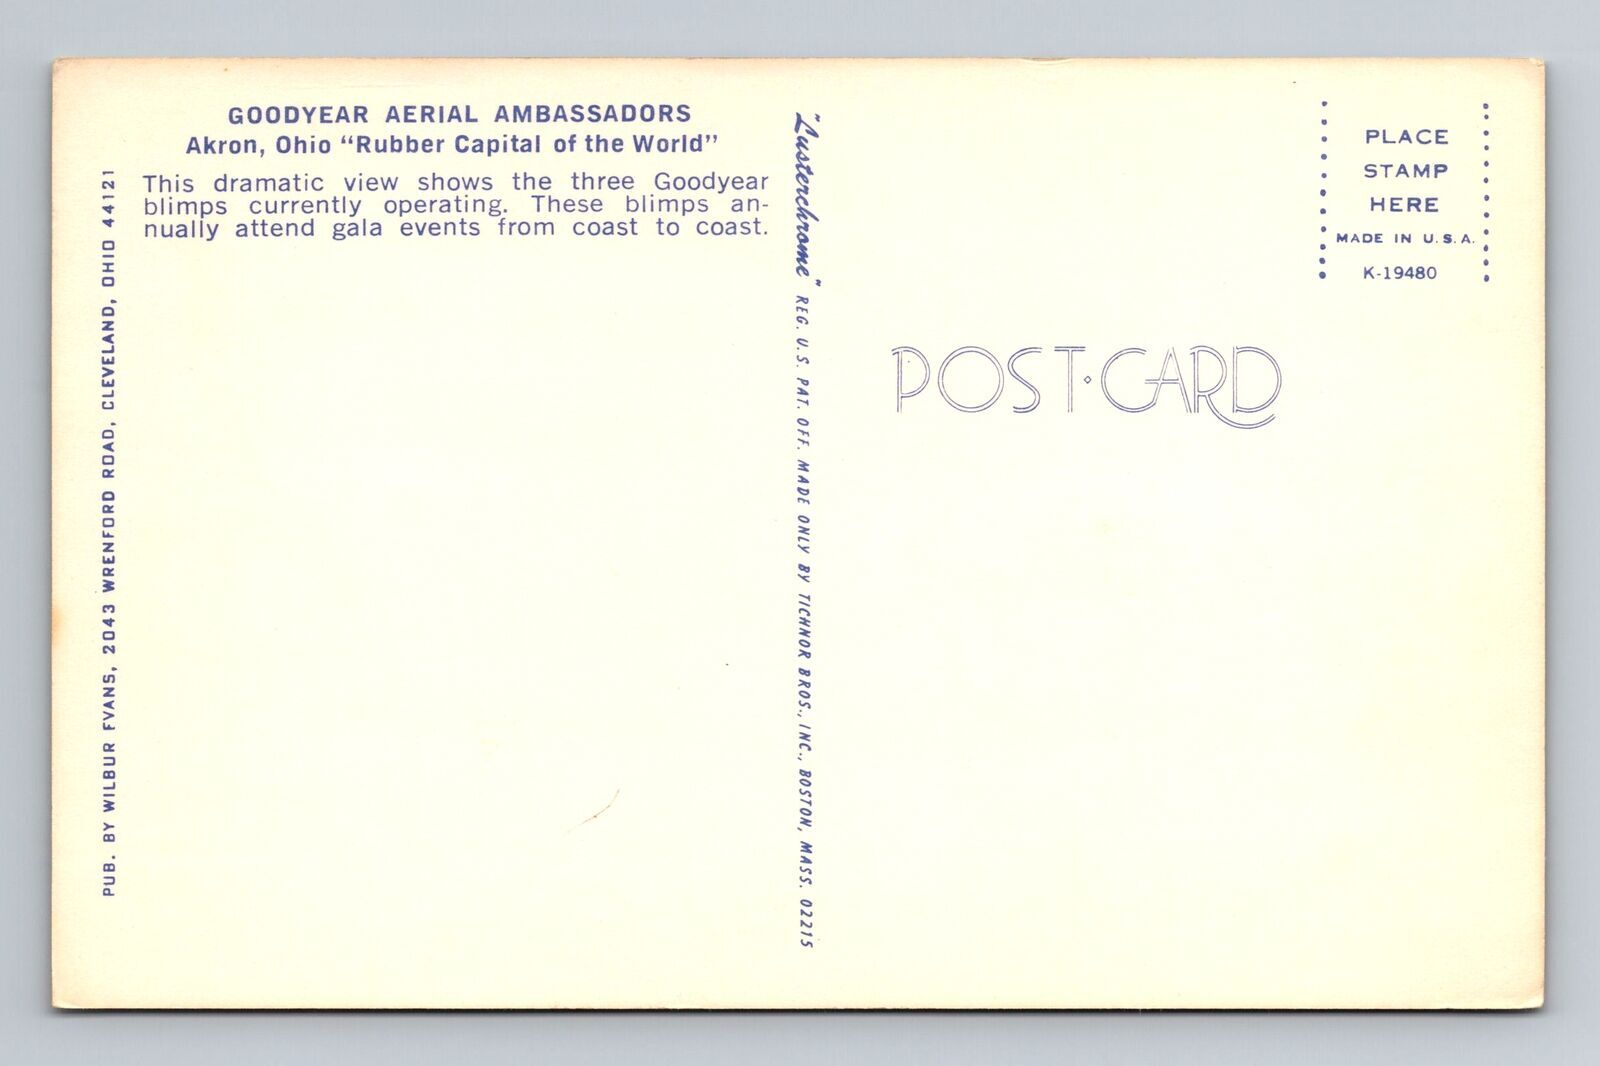 GOODYEAR AERIAL AMBASSADORS
Akron, Ohio “Rubber Capital of the World”
This dramatic view shows the three Goodyear
blimps currently operating. These blimps an-
nually attend gala events from coast to coast.
PUB. BY WILBUR FVANS, 2043 WRENFORD ROAD, CLEVELAND, OHIO 44121
"Lusterchrome" REG. U.S. PAT. OFF. MADE ONLY BY TICHNOR BROS., INC., BOSTON, MASS. 02215
PLACE
STAMP
HERE
MADE IN U.S.A.
K-19480
POST·CARD